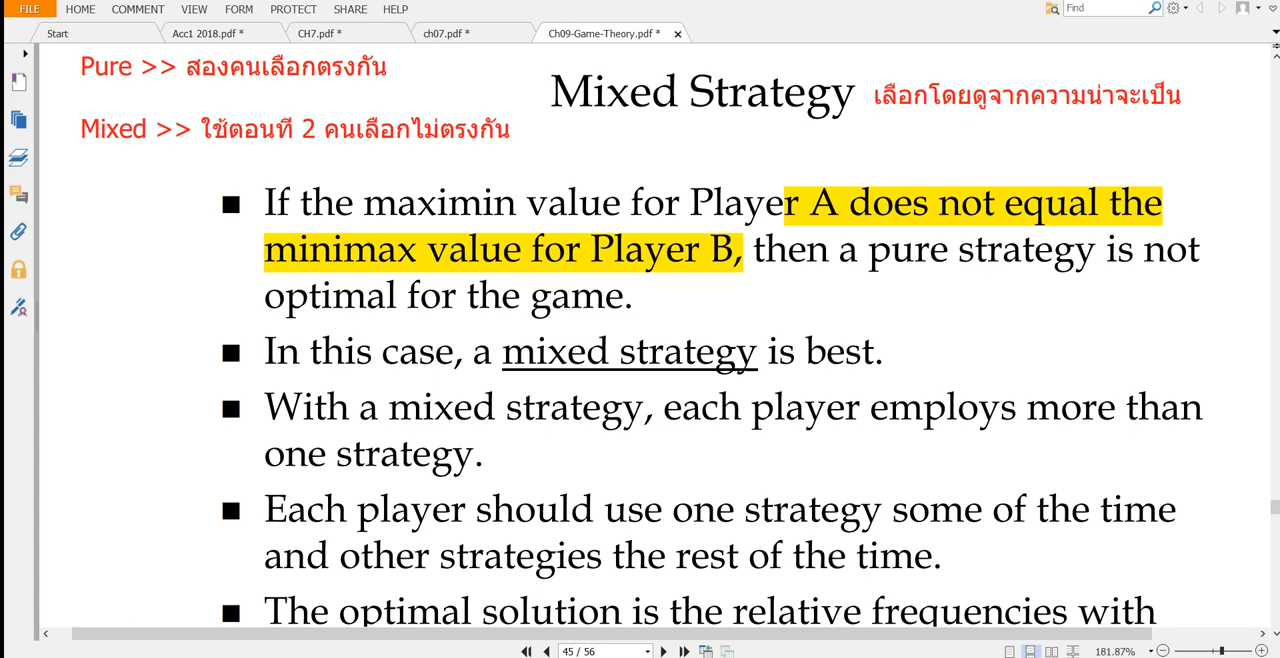 FILE HOME COMMENT VIEW FORM PROTECT SHARE HELP Find
Start Acc1 2018.pdf * CH7.pdf * ch07.pdf * Ch09-Game-Theory.pdf *
Pure >> สองคนเลือกตรงกัน
Mixed Strategy เลือกโดยดูจากความน่าจะเป็น
Mixed >> ใช้ตอนที 2 คนเลือกไม่ตรงกัน
If the maximin value for Player A does not equal the
minimax value for Player B, then a pure strategy is not
optimal for the game.
In this case, a mixed strategy is best.
With a mixed strategy, each player employs more than
one strategy.
Each player should use one strategy some of the time
and other strategies the rest of the time.
The optimal solution is the relative frequencies with
45 / 56 181.87%